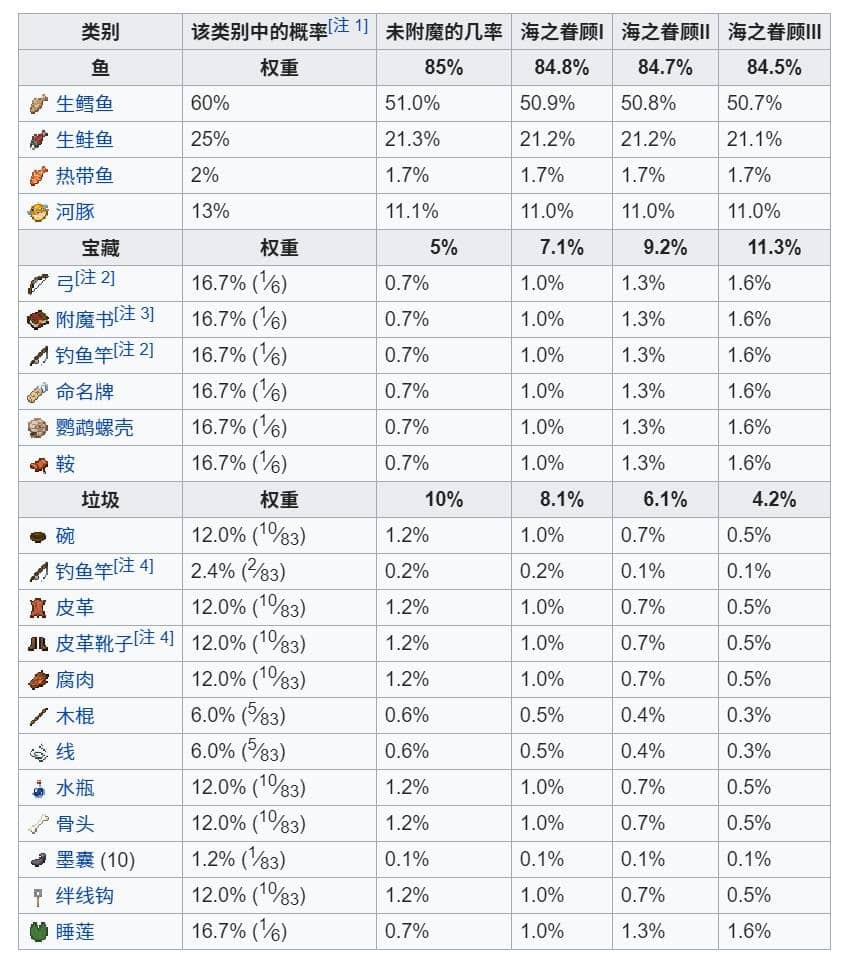 类别 该类别中的概率[注 1] 未附魔的几率 海之眷顾I 海之眷顾II 海之眷顾III
鱼 权重 85% 84.8% 84.7% 84.5%
生鳕鱼 60% 51.0% 50.9% 50.8% 50.7%
生鲑鱼 25% 21.3% 21.2% 21.2% 21.1%
热带鱼 2% 1.7% 1.7% 1.7% 1.7%
河豚 13% 11.1% 11.0% 11.0% 11.0%
宝藏 权重 5% 7.1% 9.2% 11.3%
弓[注 2] 16.7% (1⁄6) 0.7% 1.0% 1.3% 1.6%
附魔书[注 3] 16.7% (1⁄6) 0.7% 1.0% 1.3% 1.6%
钓鱼竿[注 2] 16.7% (1⁄6) 0.7% 1.0% 1.3% 1.6%
命名牌 16.7% (1⁄6) 0.7% 1.0% 1.3% 1.6%
鹦鹉螺壳 16.7% (1⁄6) 0.7% 1.0% 1.3% 1.6%
鞍 16.7% (1⁄6) 0.7% 1.0% 1.3% 1.6%
垃圾 权重 10% 8.1% 6.1% 4.2%
碗 12.0% (10⁄83) 1.2% 1.0% 0.7% 0.5%
钓鱼竿[注 4] 2.4% (2⁄83) 0.2% 0.2% 0.1% 0.1%
皮革 12.0% (10⁄83) 1.2% 1.0% 0.7% 0.5%
皮革靴子[注 4] 12.0% (10⁄83) 1.2% 1.0% 0.7% 0.5%
腐肉 12.0% (10⁄83) 1.2% 1.0% 0.7% 0.5%
木棍 6.0% (5⁄83) 0.6% 0.5% 0.4% 0.3%
线 6.0% (5⁄83) 0.6% 0.5% 0.4% 0.3%
水瓶 12.0% (10⁄83) 1.2% 1.0% 0.7% 0.5%
骨头 12.0% (10⁄83) 1.2% 1.0% 0.7% 0.5%
墨囊 (10) 1.2% (1⁄83) 0.1% 0.1% 0.1% 0.1%
绊线钩 12.0% (10⁄83) 1.2% 1.0% 0.7% 0.5%
睡莲 16.7% (1⁄6) 0.7% 1.0% 1.3% 1.6%